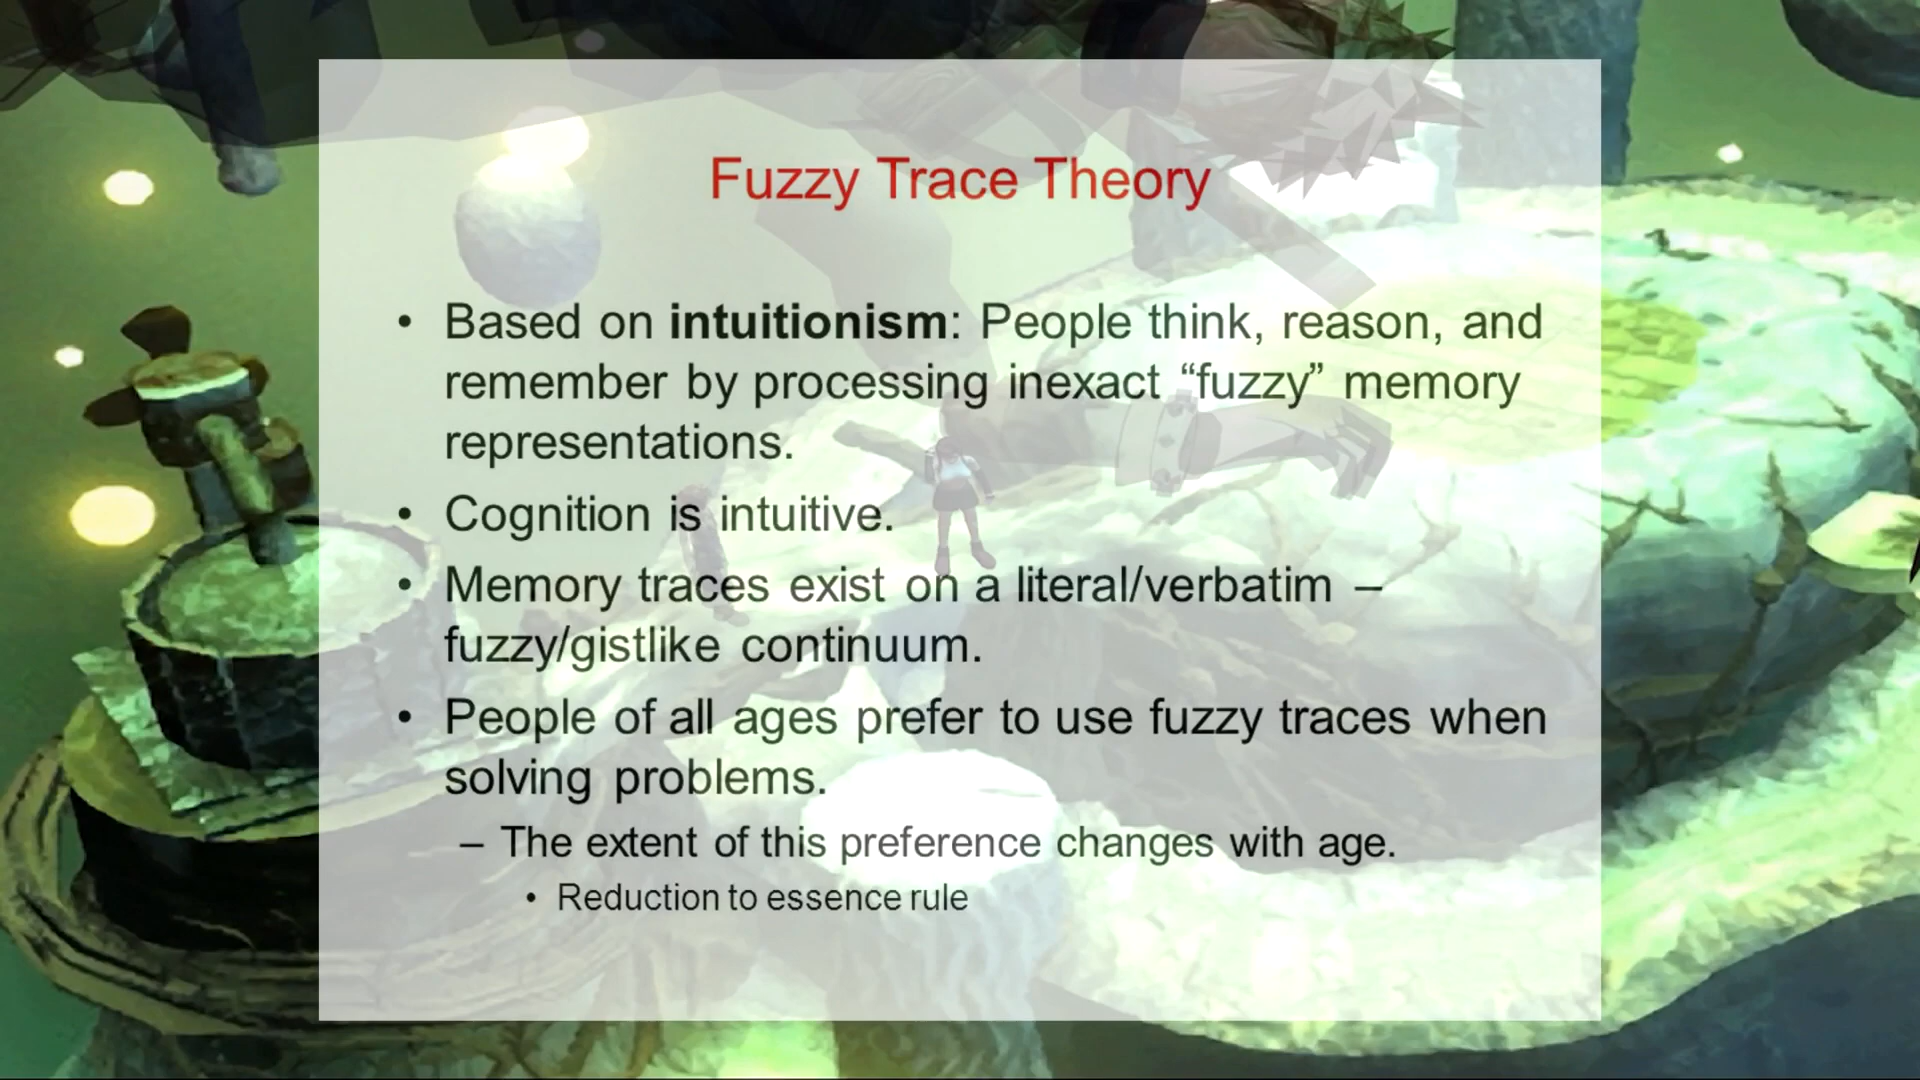 Fuzzy Trace Theory
• Based on intuitionism: People think, reason, and
remember by processing inexact “fuzzy” memory
representations.
• Cognition is intuitive.
• Memory traces exist on a literal/verbatim –
fuzzy/gistlike continuum.
• People of all ages prefer to use fuzzy traces when
solving problems.
– The extent of this preference changes with age.
• Reduction to essence rule